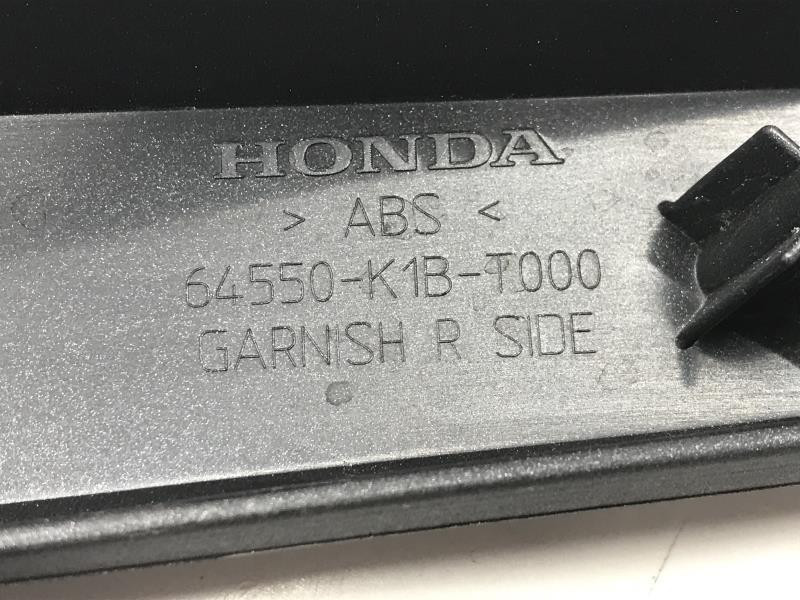 HONDA
> ABS <
64550-K1B-T000
GARNISH R SIDE